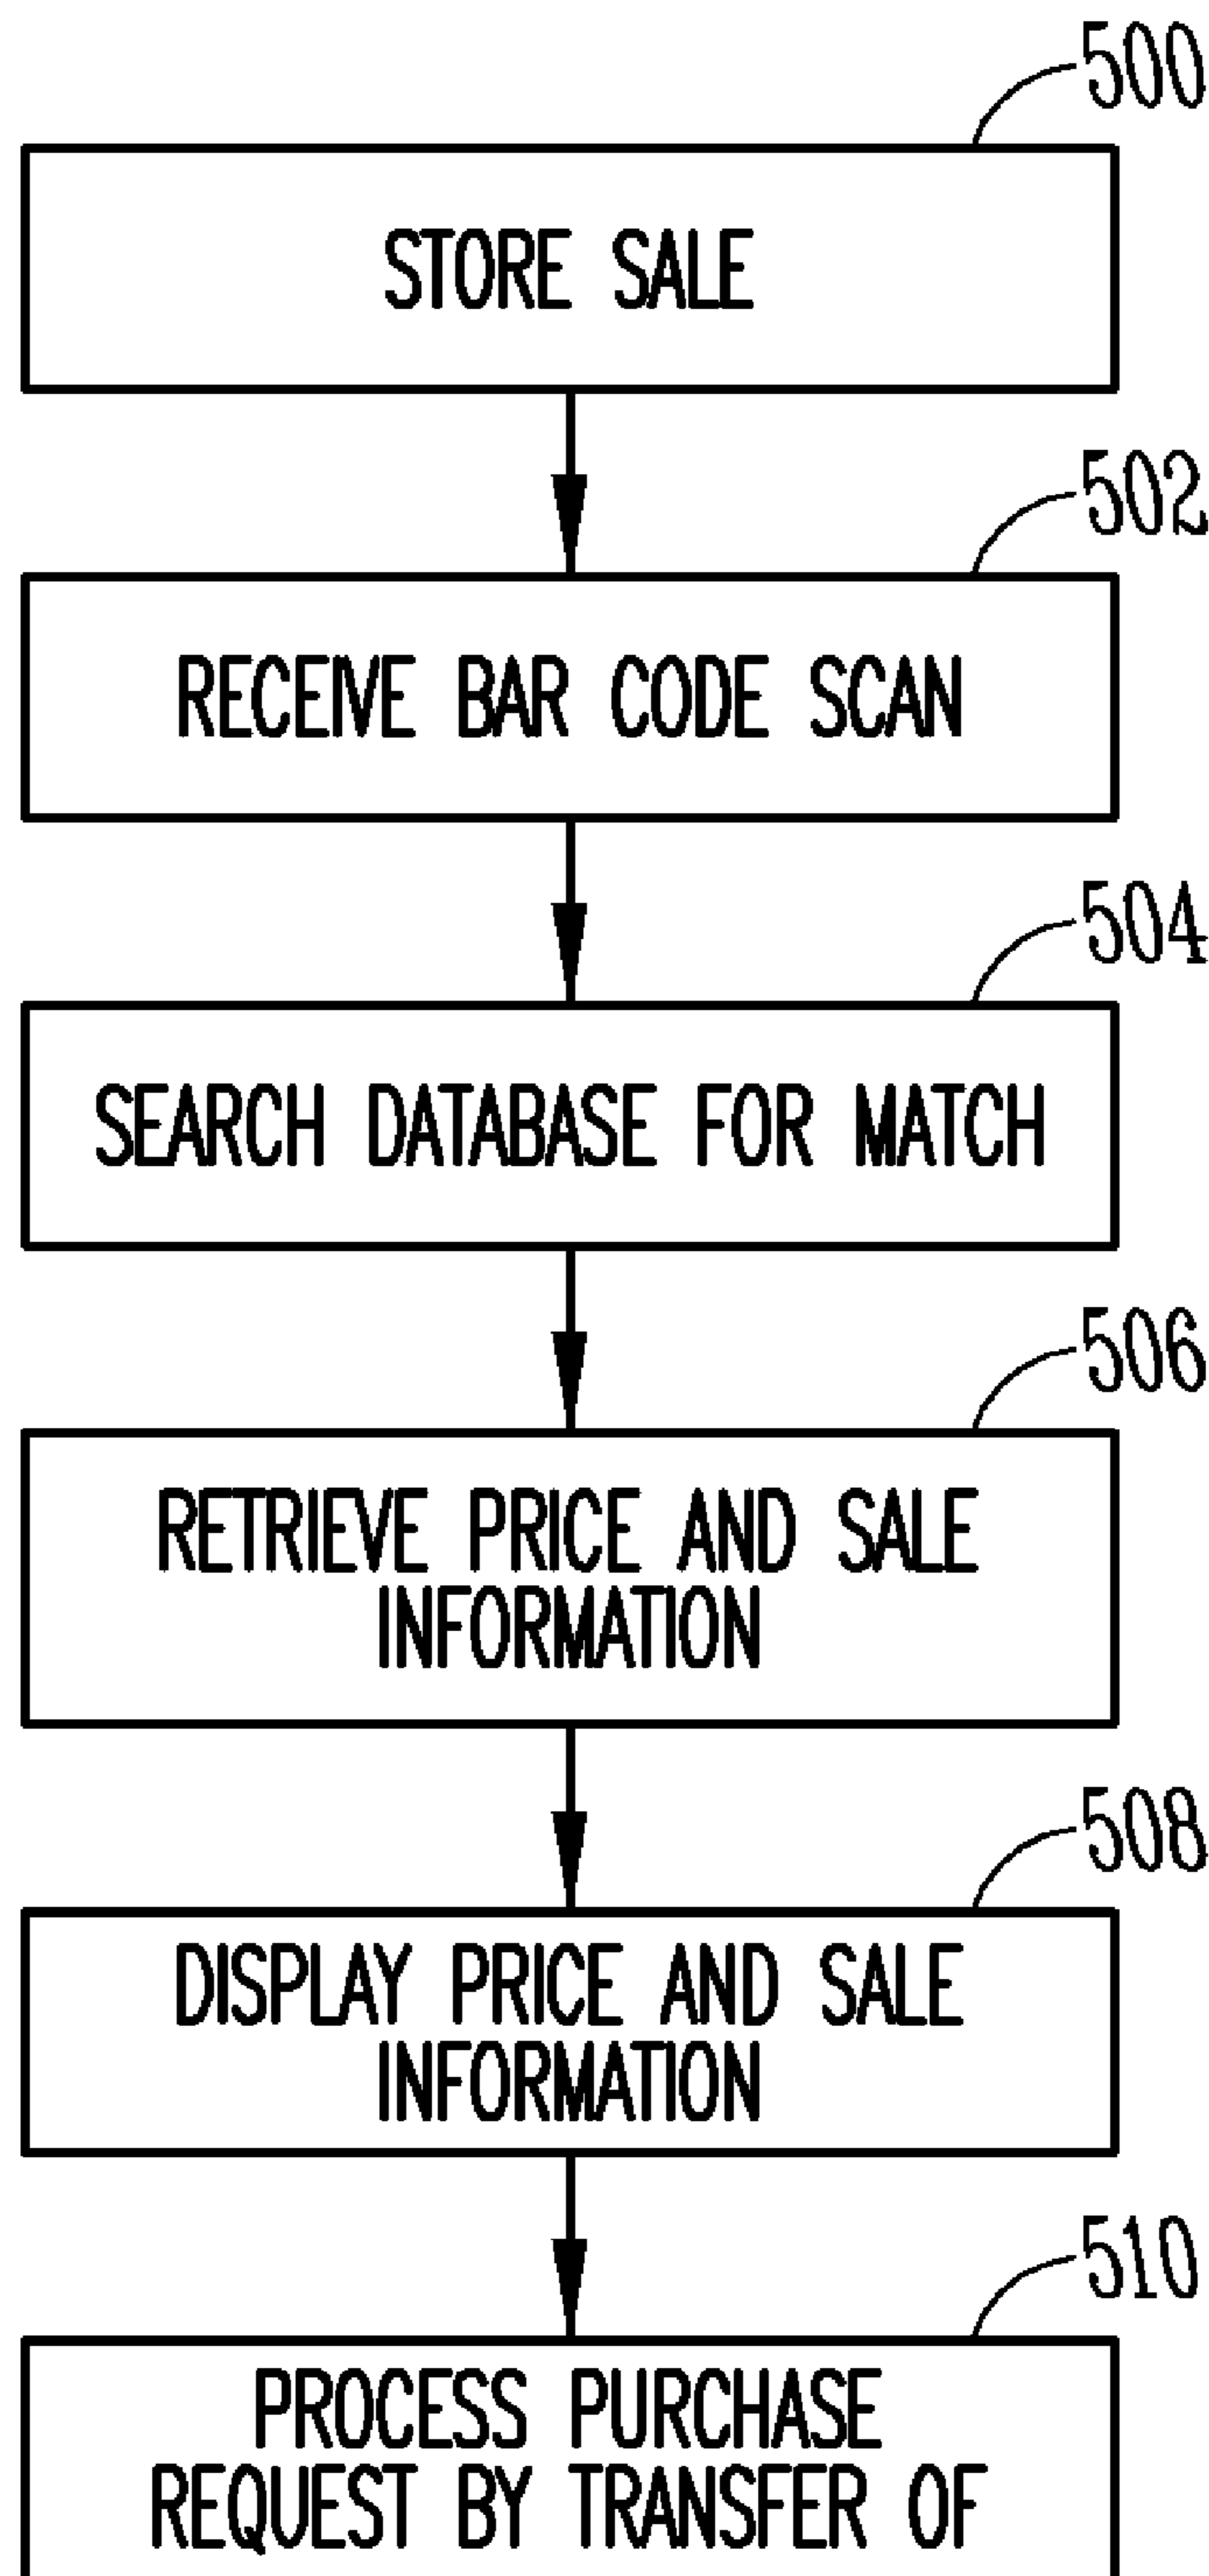 500
STORE SALE
502
RECEIVE BAR CODE SCAN
504
SEARCH DATABASE FOR MATCH
506
RETRIEVE PRICE AND SALE
INFORMATION
508
DISPLAY PRICE AND SALE
INFORMATION
510
PROCESS PURCHASE
REQUEST BY TRANSFER OF